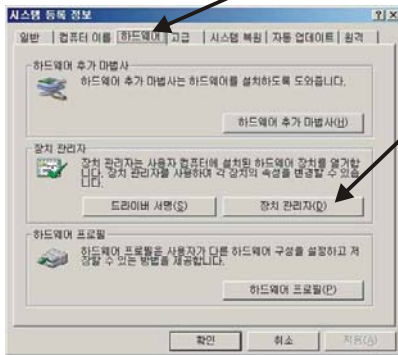 시스템 등록 정보
일반 컴퓨터 이름 하드웨어 고급 시스템 복원 자동 업데이트 원격
하드웨어 추가 마법사
하드웨어 추가 마법사는 하드웨어를 설치하도록 도와줍니다.
하드웨어 추가 마법사(H)
장치 관리자
장치 관리자는 사용자 컴퓨터에 설치된 하드웨어 장치를 열거합
니다. 장치 관리자를 사용하여 각 장치의 속성을 변경할 수 있습
니다.
드라이버 서명(S) 장치 관리자(D)
하드웨어 프로필
하드웨어 프로필은 사용자가 다른 하드웨어 구성을 설정하고 저
장할 수 있는 방법을 제공합니다.
하드웨어 프로필(P)
확인 취소 적용(A)